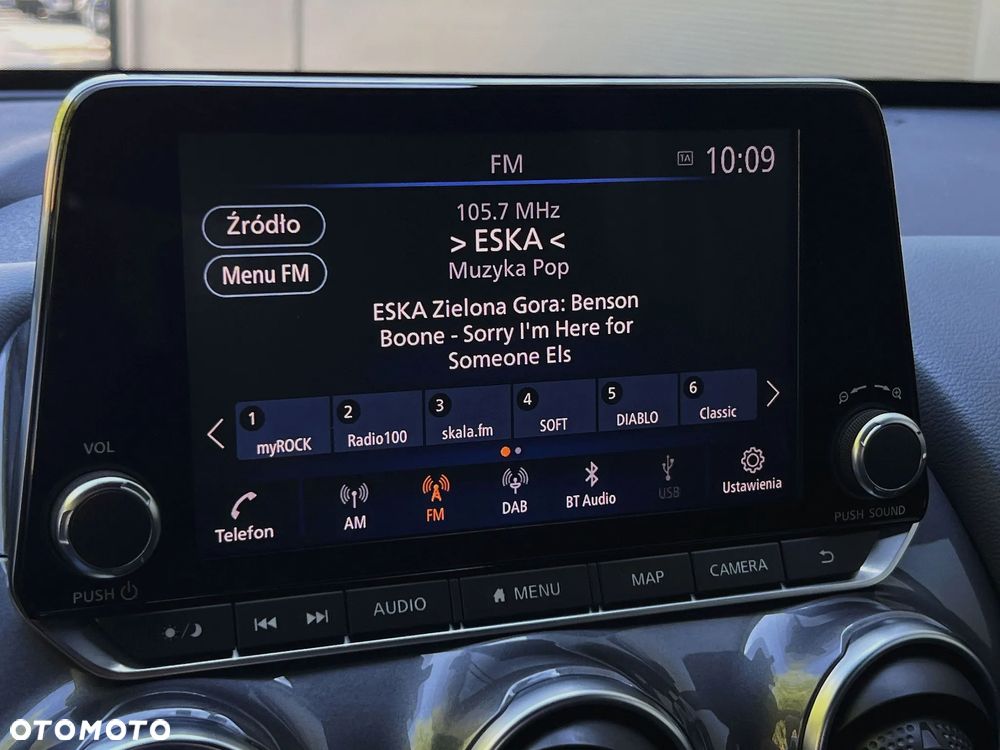 FM
TA 10:09
Źródło
Menu FM
105.7 MHz
> ESKA <
Muzyka Pop
ESKA Zielona Gora: Benson
Boone - Sorry I'm Here for
Someone Els
1 myROCK
2 Radio100
3 skala.fm
4 SOFT
5 DIABLO
6 Classic
Telefon
AM
FM
DAB
BT Audio
USB
Ustawienia
VOL
PUSH
PUSH SOUND
AUDIO
MENU
MAP
CAMERA
OTOMOTO